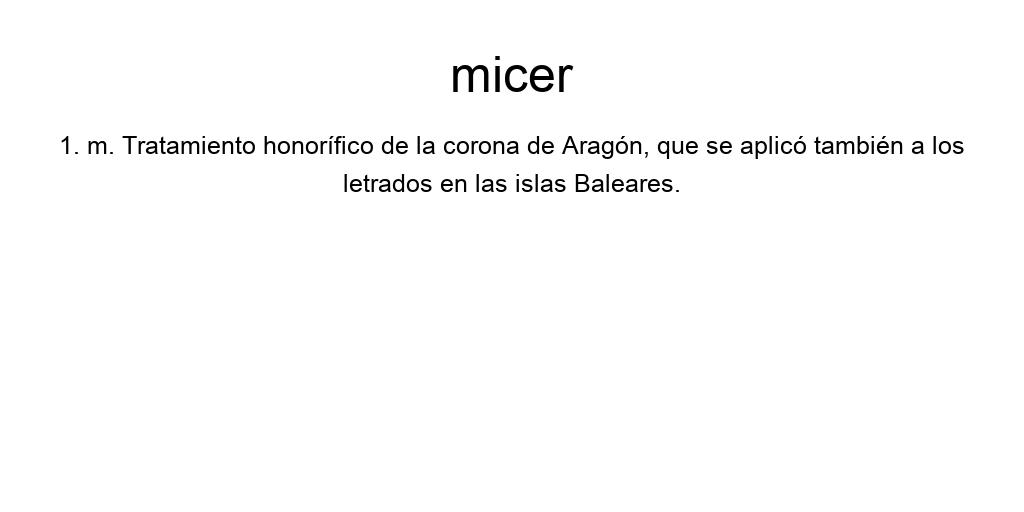 micer
1. m. Tratamiento honorífico de la corona de Aragón, que se aplicó también a los
letrados en las islas Baleares.